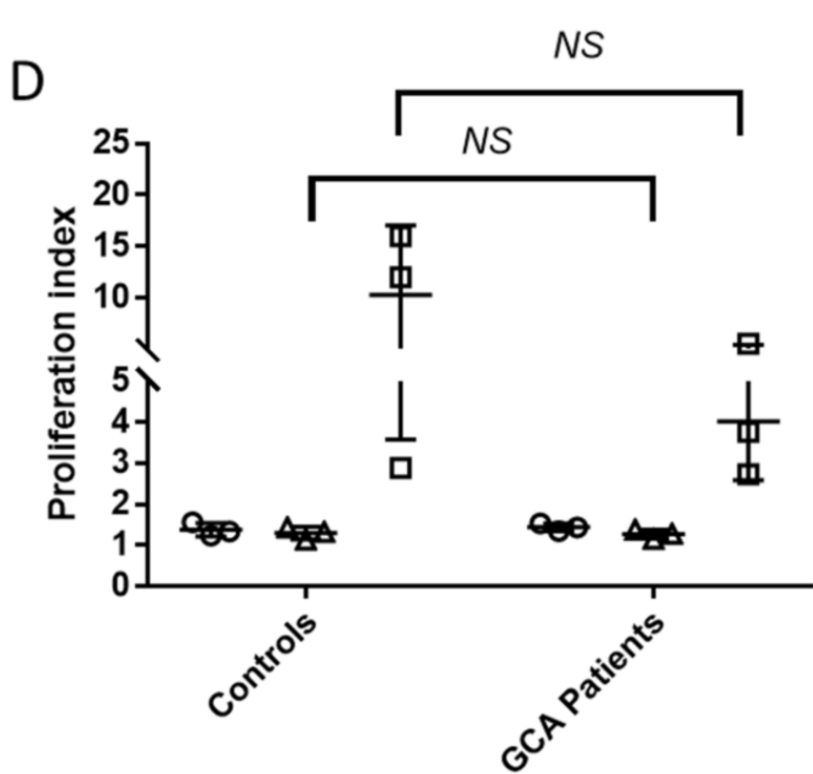 D
NS
NS
Proliferation index
25
20
15
10
5
4
3
2
1
0
Controls
GCA Patients